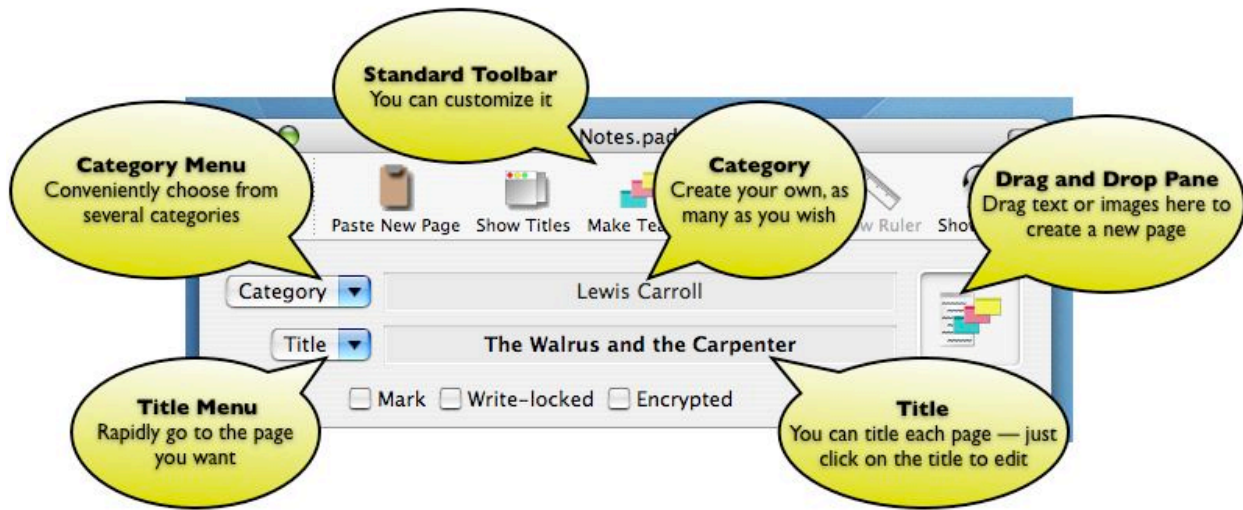 Standard Toolbar
You can customize it
Notes.pad
Category Menu
Conveniently choose from
several categories
Category
Create your own, as
many as you wish
Drag and Drop Pane
Drag text or images here to
create a new page
Paste New Page Show Titles Make Ruler
Category Lewis Carroll
Title The Walrus and the Carpenter
Mark Write-locked Encrypted
Title Menu
Rapidly go to the page
you want
Title
You can title each page — just
click on the title to edit